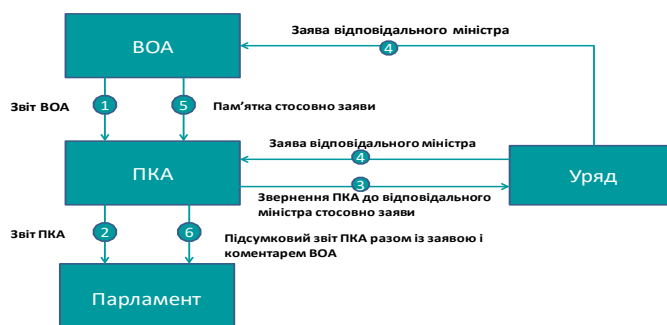 Заява відповідального міністра
4
ВОА
Звіт ВОА
1
5
Пам’ятка стосовно заяви
Заява відповідального міністра
4
ПКА
3
Уряд
Звернення ПКА до відповідального
міністра стосовно заяви
Звіт ПКА
2
6
Підсумковий звіт ПКА разом із заявою і
коментарем ВОА
Парламент